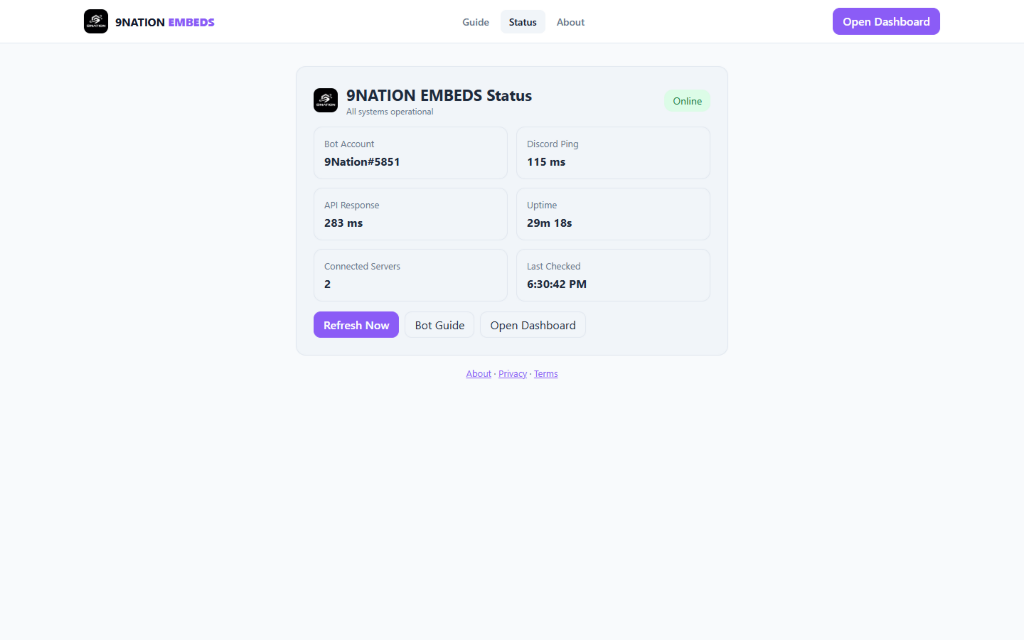 9NATION EMBEDS
Guide
Status
About
Open Dashboard
9NATION EMBEDS Status
All systems operational
Online
Bot Account
9Nation#5851
Discord Ping
115 ms
API Response
283 ms
Uptime
29m 18s
Connected Servers
2
Last Checked
6:30:42 PM
Refresh Now
Bot Guide
Open Dashboard
About · Privacy · Terms